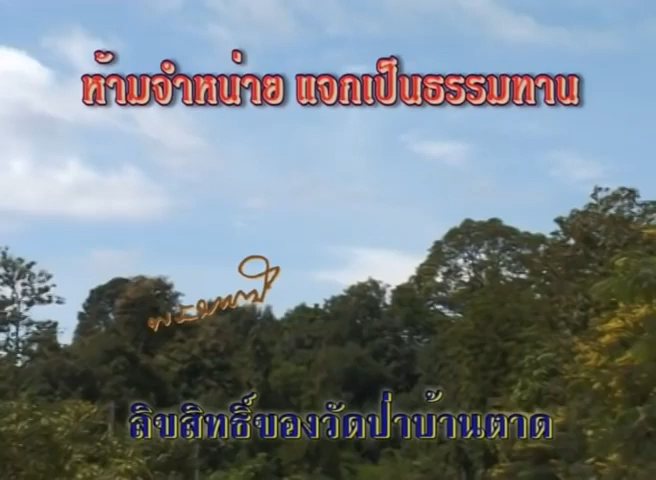 ห้ามจำหน่าย แจกเป็นธรรมทาน
ลิขสิทธิ์ของวัดป่าบ้านตาด